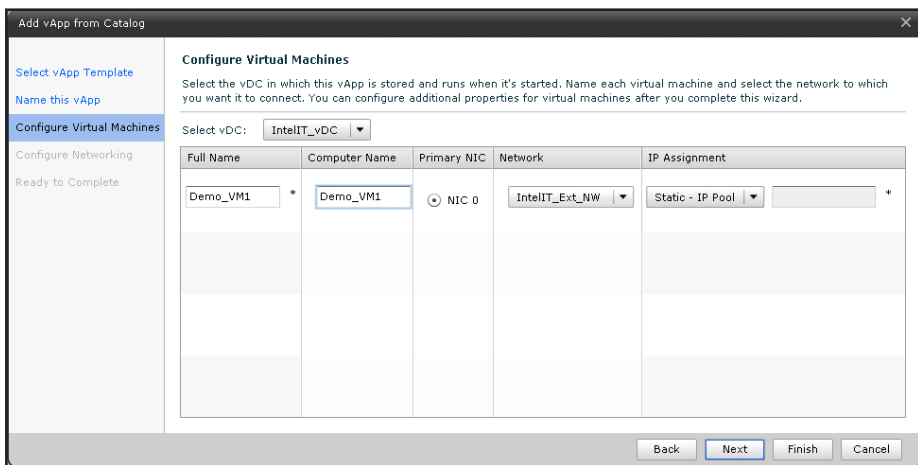 Add vApp from Catalog
Select vApp Template
Name this vApp
Configure Virtual Machines
Configure Networking
Ready to Complete
Configure Virtual Machines
Select the vDC in which this vApp is stored and runs when it's started. Name each virtual machine and select the network to which
you want it to connect. You can configure additional properties for virtual machines after you complete this wizard.
Select vDC: IntelIT_vDC
Full Name Computer Name Primary NIC Network IP Assignment
Demo_VM1 * Demo_VM1 NIC 0 IntelIT_Ext_NW Static - IP Pool *
Back Next Finish Cancel